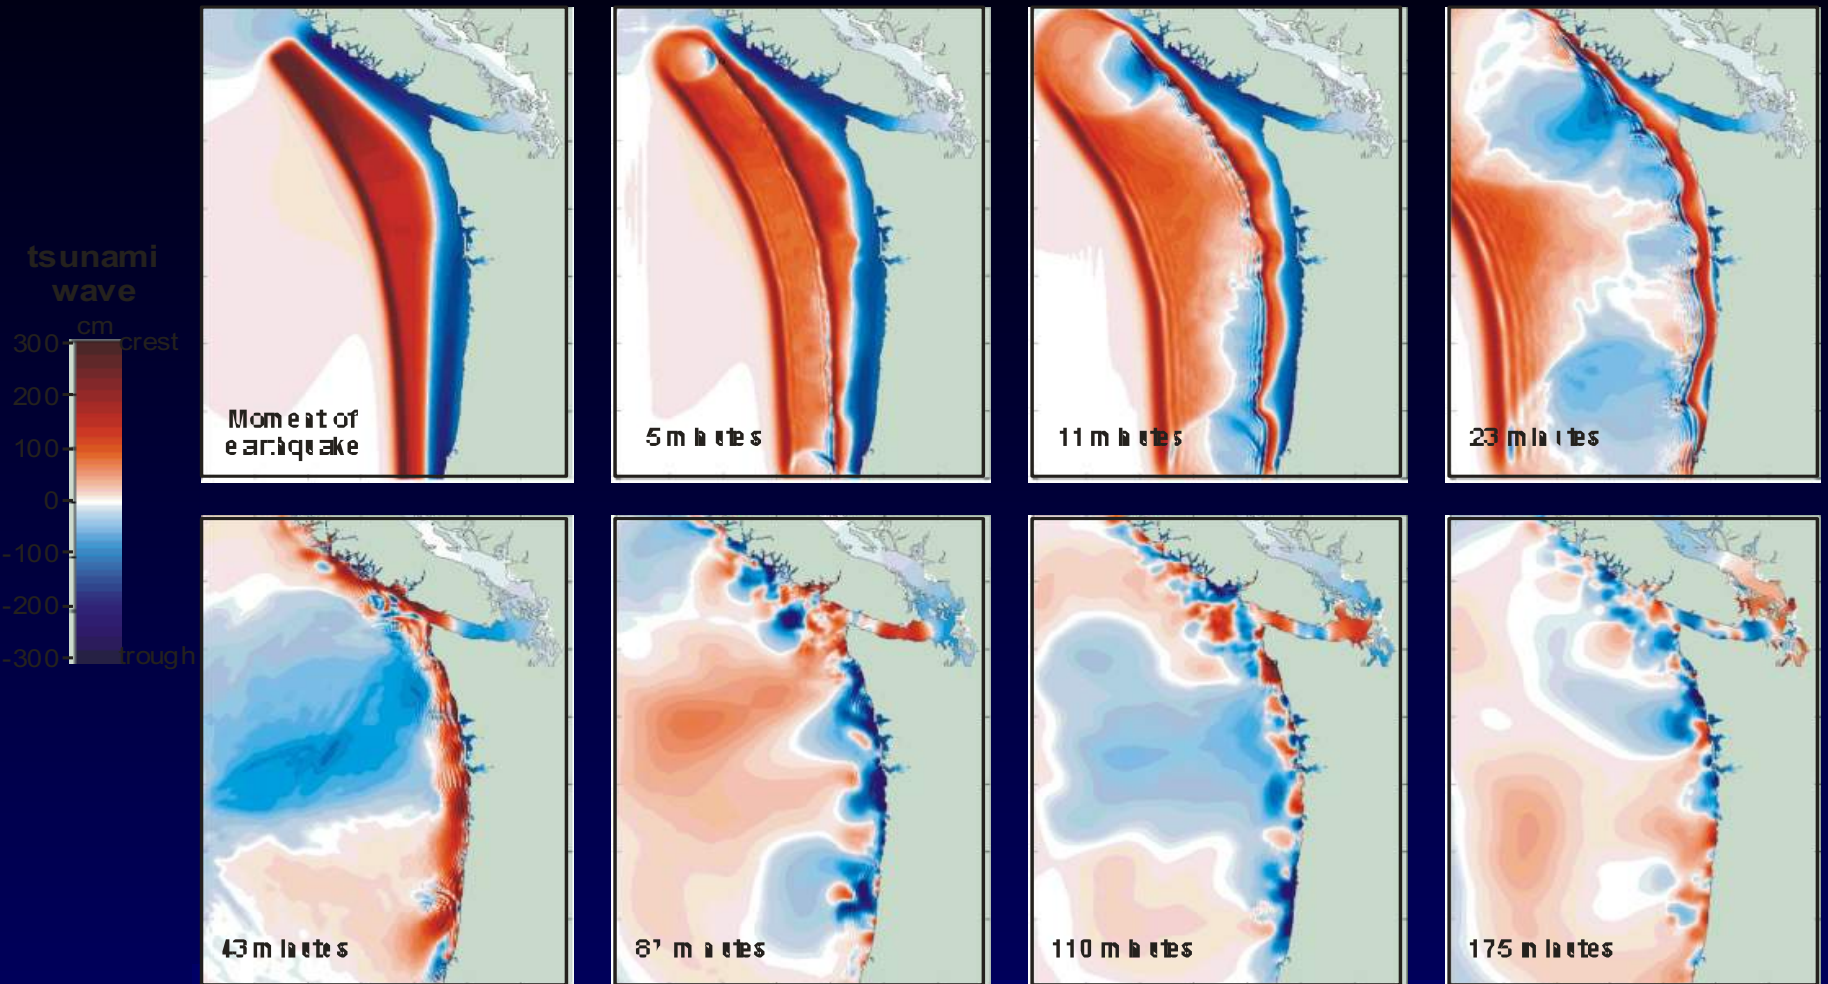 tsunami
wave
cm
300 crest
200
100
0
-100
-200
-300 trough
Moment of
earthquake
5 minutes
11 minutes
23 minutes
43 minutes
minutes
110 minutes
175 minutes